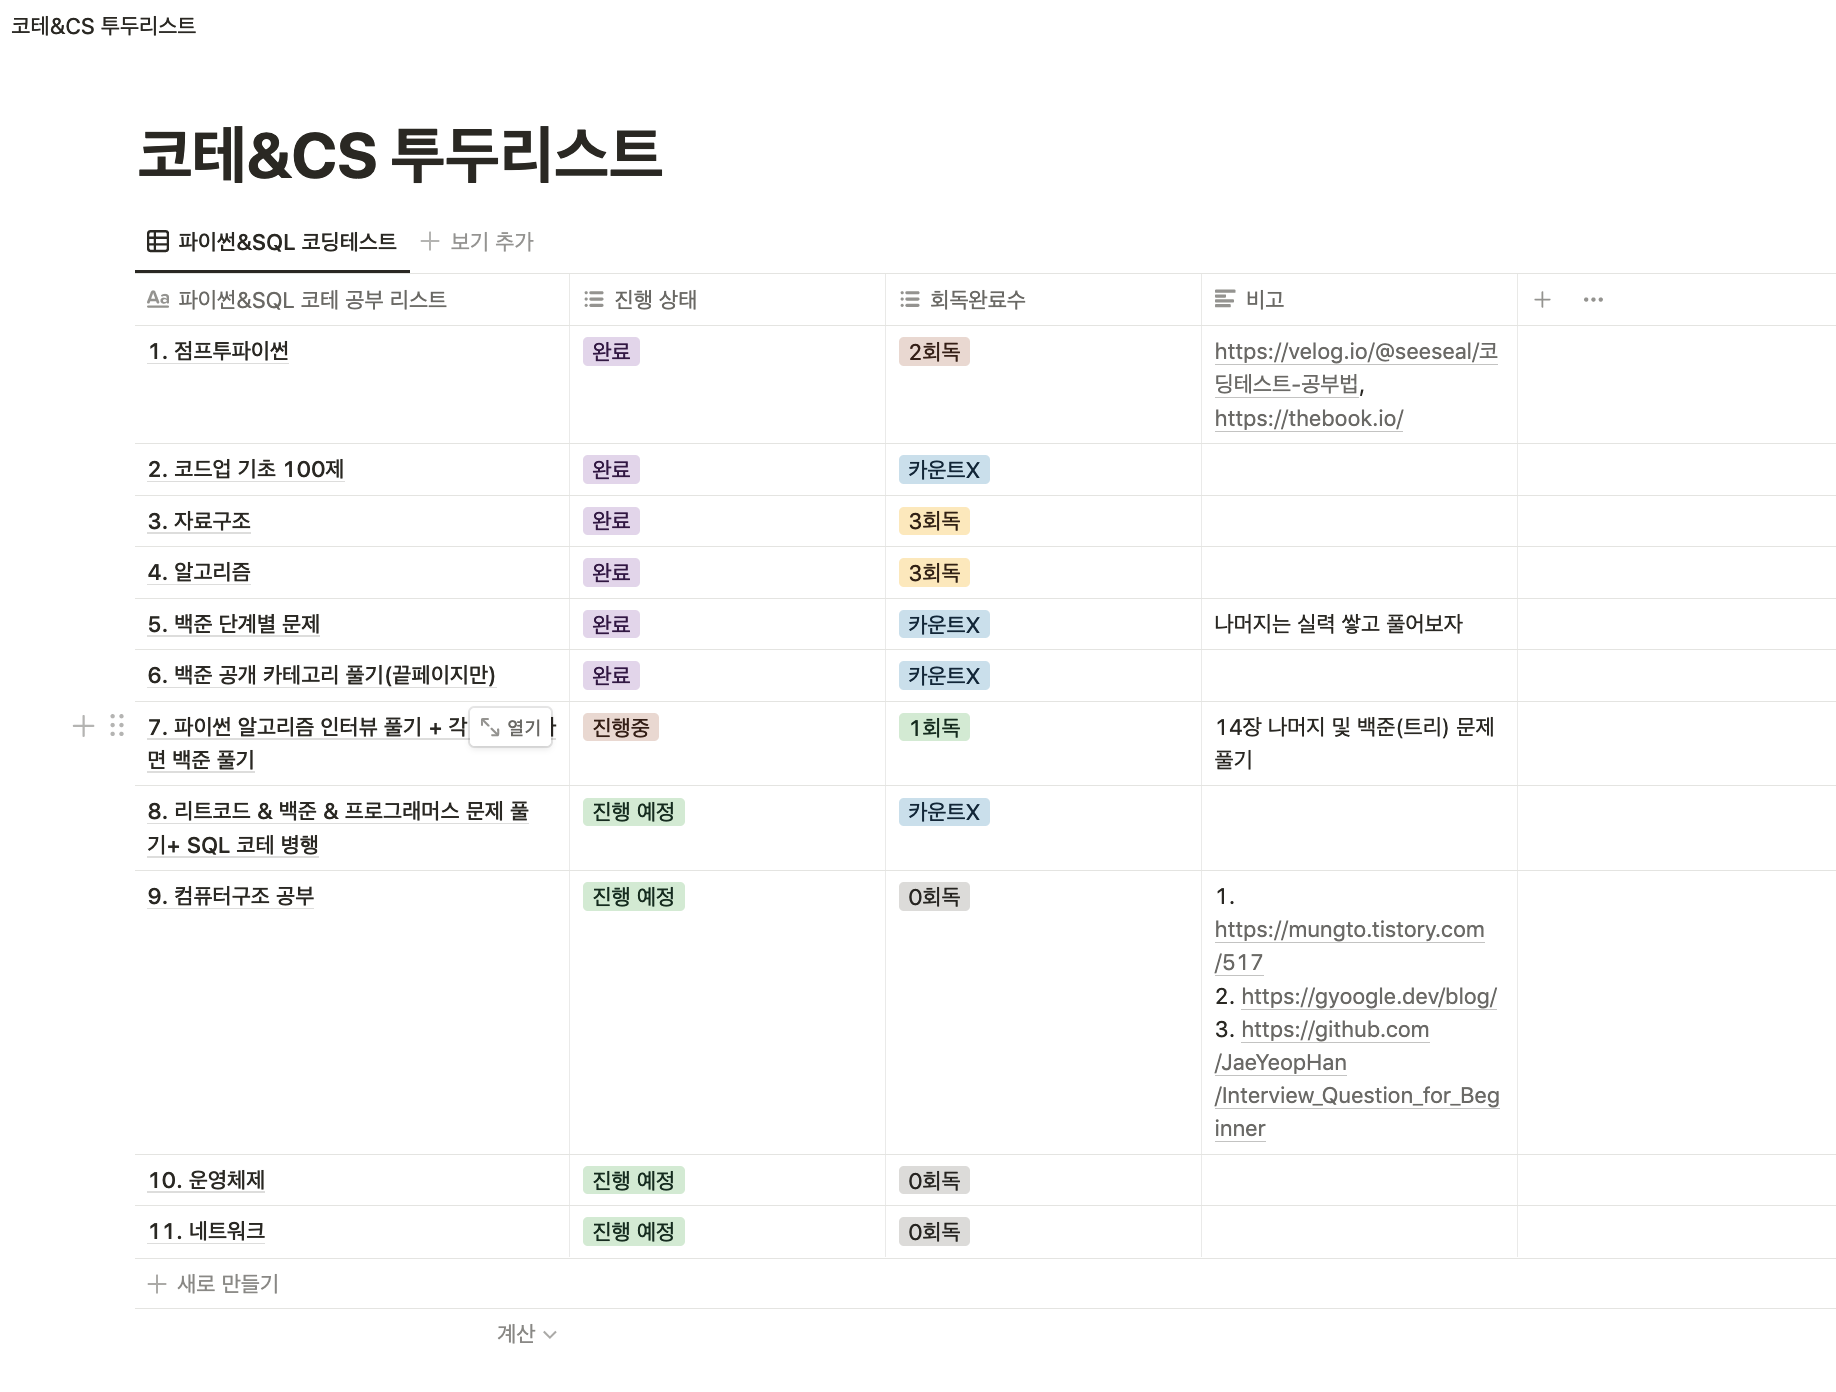 코테&CS 투두리스트
코테&CS 투두리스트
파이썬&SQL 코딩테스트 보기 추가
Aa 파이썬&SQL 코테 공부 리스트 진행 상태 회독완료수 비고
1. 점프투파이썬 완료 2회독 https://velog.io/@seeseal/코
딩테스트-공부법,
https://thebook.io/
2. 코드업 기초 100제 완료 카운트X
3. 자료구조 완료 3회독
4. 알고리즘 완료 3회독
5. 백준 단계별 문제 완료 카운트X 나머지는 실력 쌓고 풀어보자
6. 백준 공개 카테고리 풀기(끝페이지만) 완료 카운트X
7. 파이썬 알고리즘 인터뷰 풀기 + 각 열기 진행중 1회독 14장 나머지 및 백준(트리) 문제
면 백준 풀기 풀기
8. 리트코드 & 백준 & 프로그래머스 문제 풀 진행 예정 카운트X
기+ SQL 코테 병행
9. 컴퓨터구조 공부 진행 예정 0회독 1.
https://mungto.tistory.com
/517
2. https://gyoogle.dev/blog/
3. https://github.com
/JaeYeopHan
/Interview_Question_for_Beg
inner
10. 운영체제 진행 예정 0회독
11. 네트워크 진행 예정 0회독
새로 만들기
계산